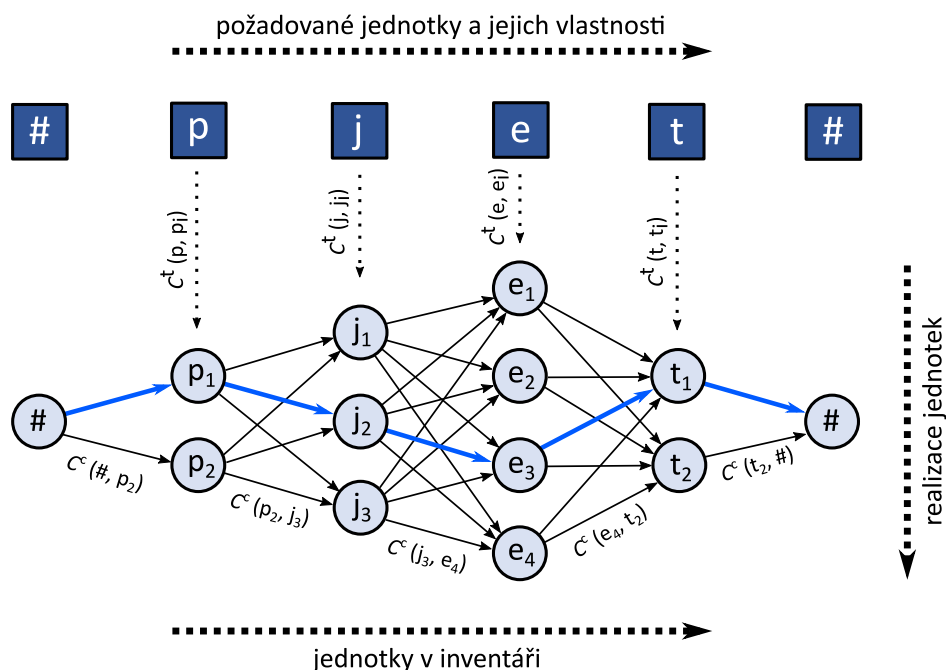 požadované jednotky a jejich vlastnosti
# p j e t #
Cᵗ (p, pᵢ)
Cᵗ (j, jᵢ)
Cᵗ (e, eᵢ)
Cᵗ (t, tᵢ)
e₁
j₁
p₁ e₂ t₁
# j₂ #
p₂ e₃ t₂
j₃
e₄
Cᶜ (#, p₂)
Cᶜ (p₂, j₃)
Cᶜ (j₃, e₄)
Cᶜ (e₄, t₂)
Cᶜ (t₂, #)
realizace jednotek
jednotky v inventáři